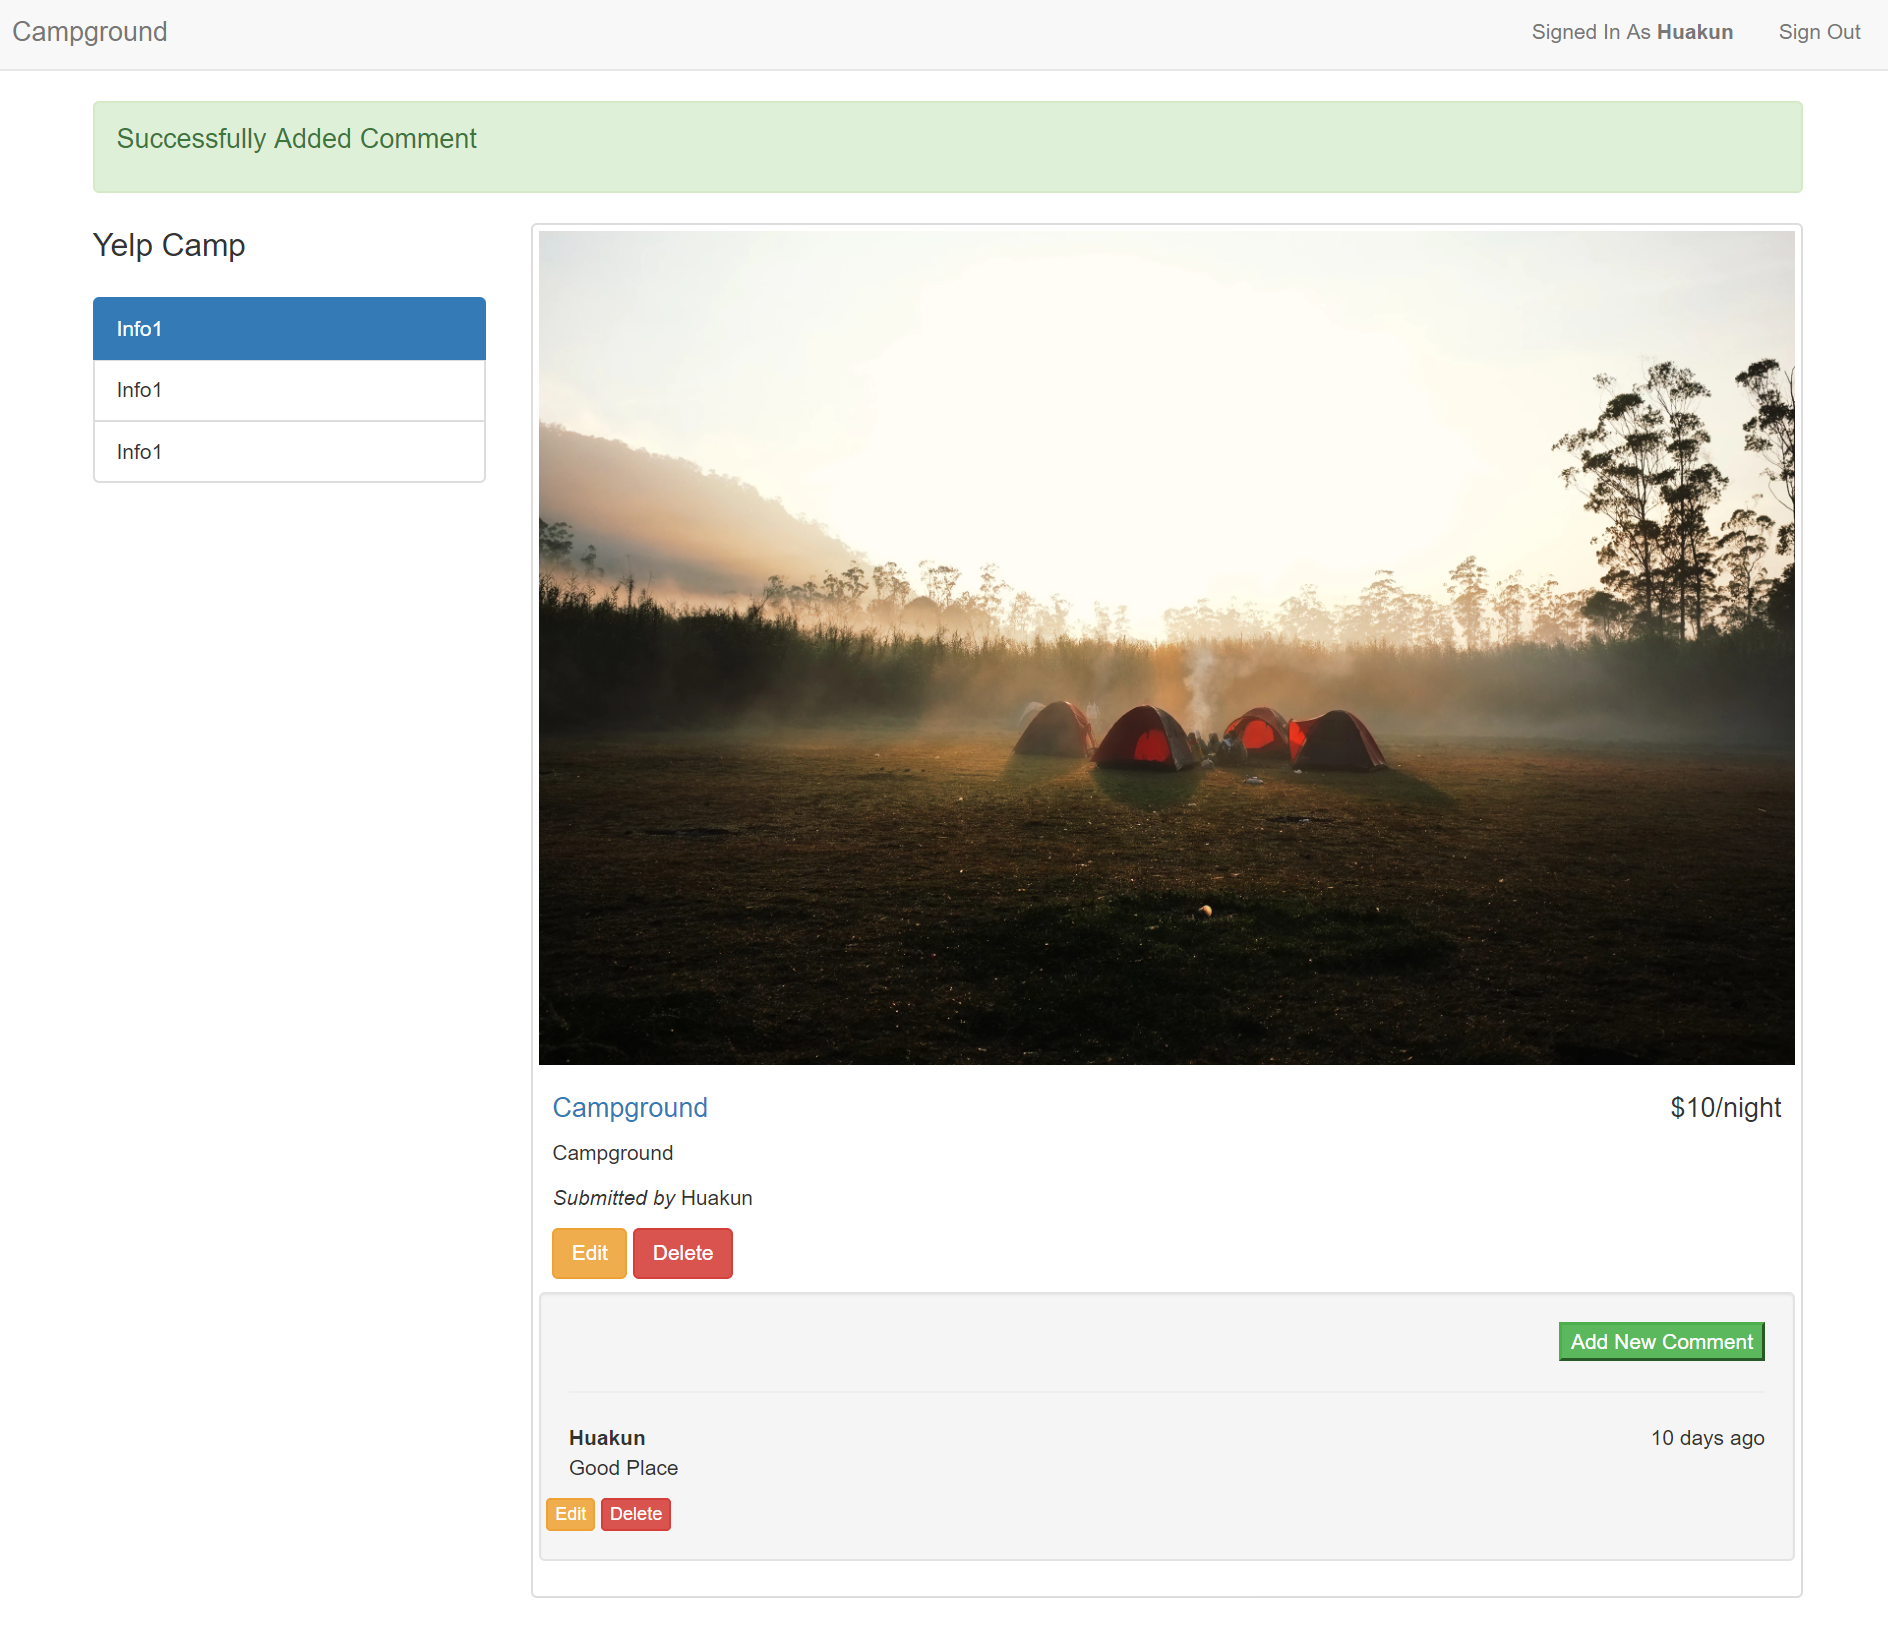 Campground
Signed In As Huakun
Sign Out
Successfully Added Comment
Yelp Camp
Info1
Info1
Info1
Campground
$10/night
Campground
Submitted by Huakun
Edit
Delete
Add New Comment
Huakun
10 days ago
Good Place
Edit
Delete